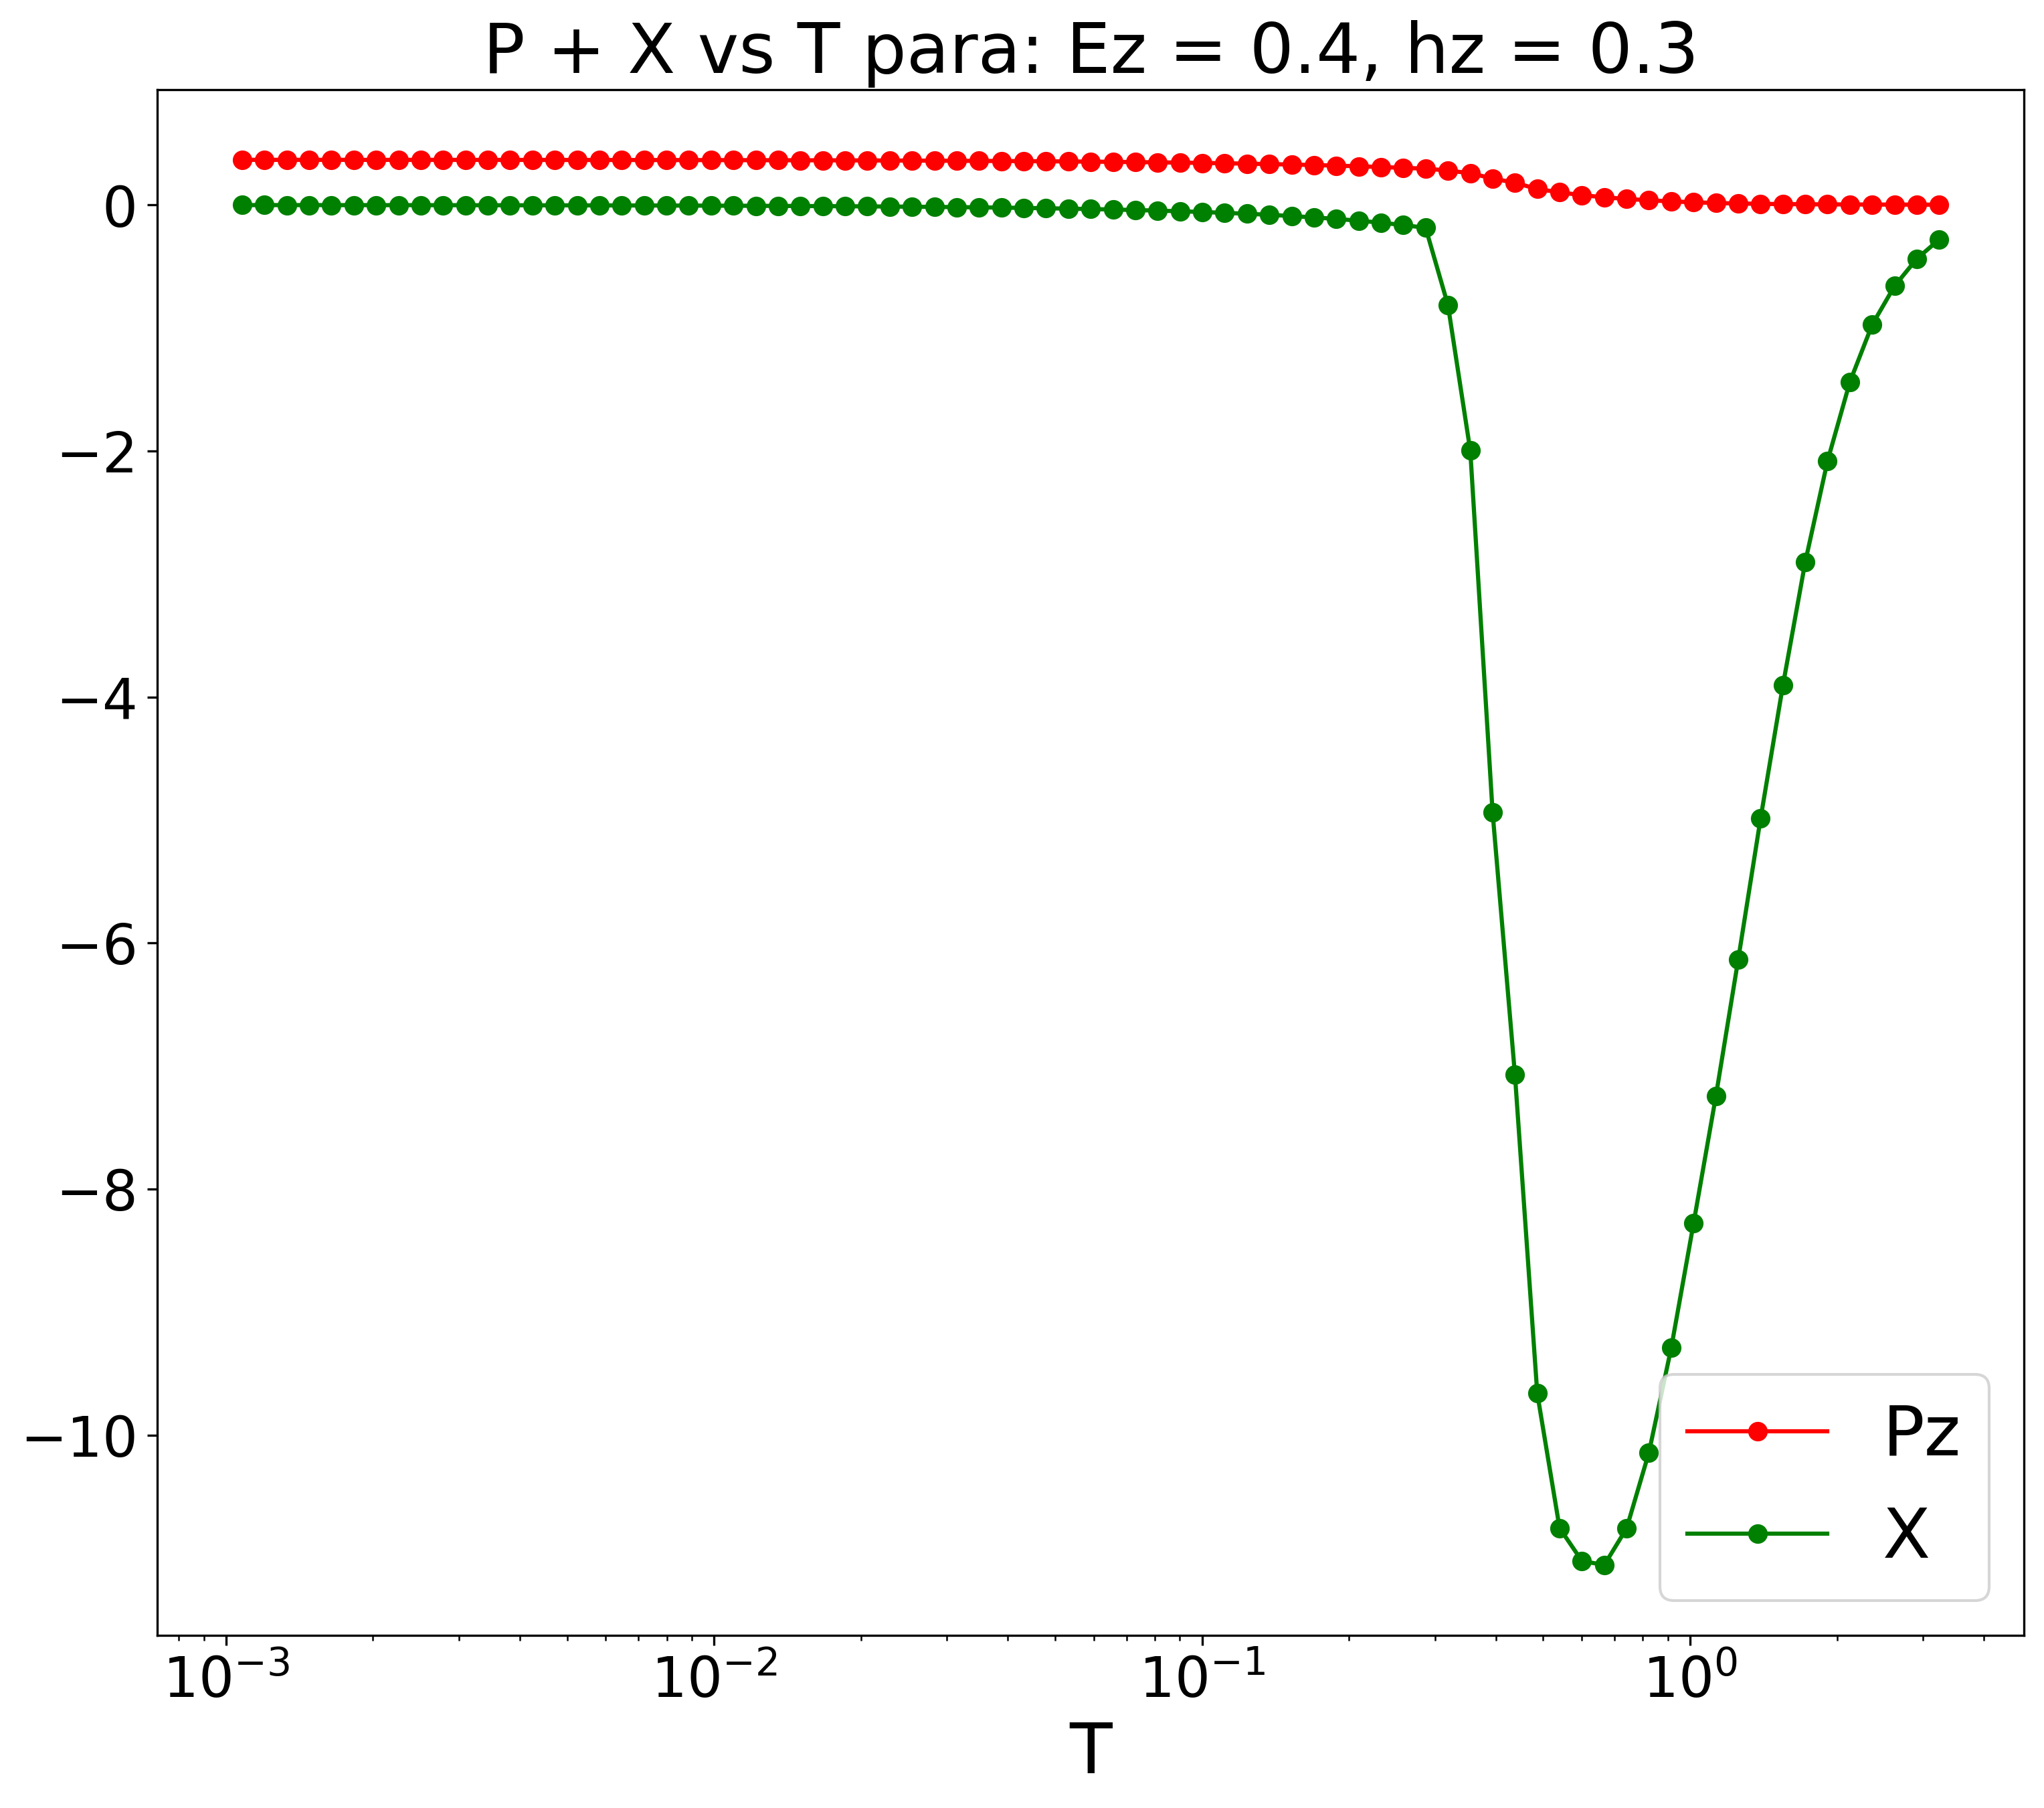 P + X vs T para: Ez = 0.4, hz = 0.3
0
−2
−4
−6
−8
−10
Pz
X
10⁻³ 10⁻² 10⁻¹ 10⁰
T